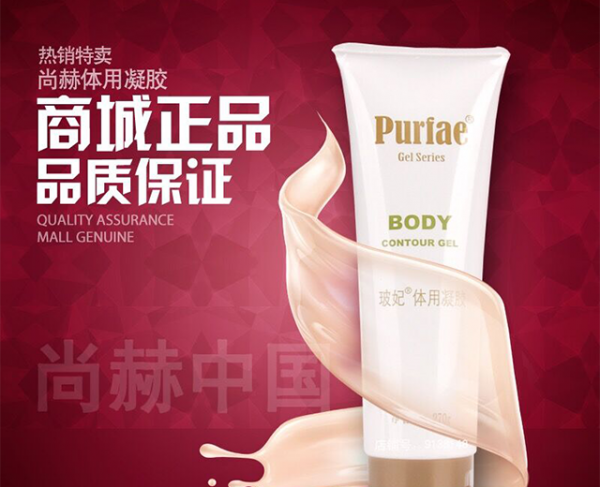 热销特卖
尚赫体用凝胶
商城正品
品质保证
QUALITY ASSURANCE
MALL GENUINE
尚赫中国
Purfae®
Gel Series
BODY
CONTOUR GEL
玻妃®体用凝胶